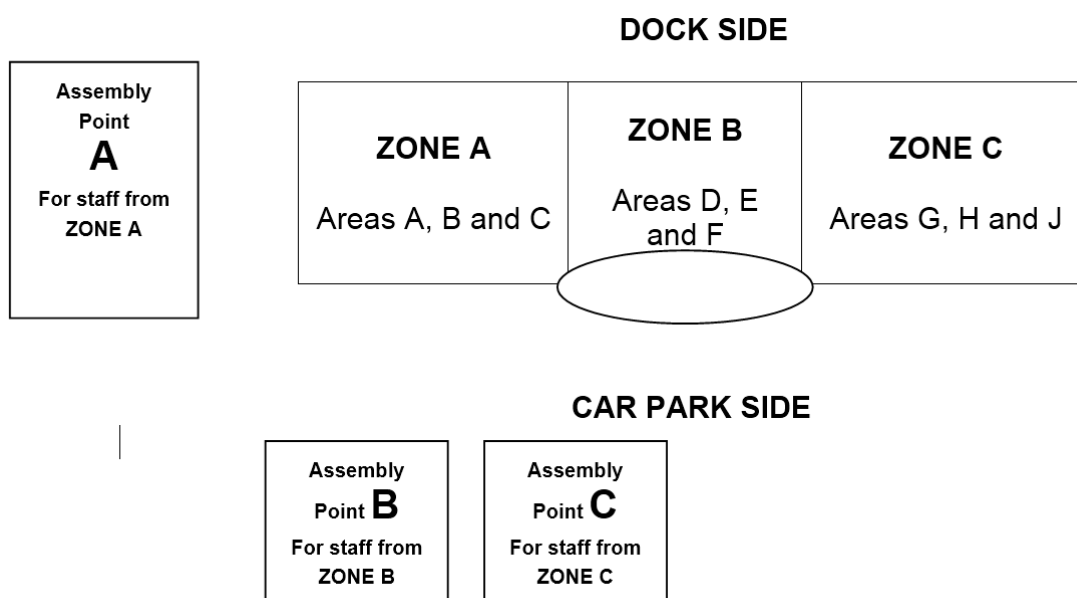 DOCK SIDE
Assembly
Point
A
For staff from
ZONE A
ZONE A
Areas A, B and C
ZONE B
Areas D, E
and F
ZONE C
Areas G, H and J
CAR PARK SIDE
Assembly
Point B
For staff from
ZONE B
Assembly
Point C
For staff from
ZONE C